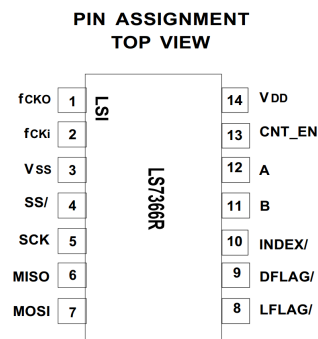 PIN ASSIGNMENT
TOP VIEW
fCKO 1
fCKi 2
VSS 3
SS/ 4
SCK 5
MISO 6
MOSI 7
LSI
LS7366R
14 VDD
13 CNT_EN
12 A
11 B
10 INDEX/
9 DFLAG/
8 LFLAG/